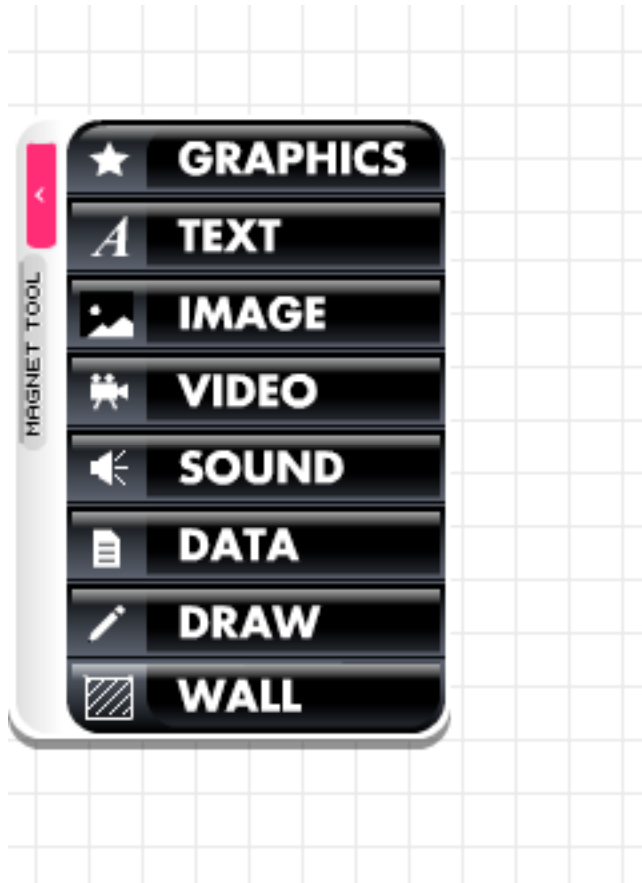 MAGNET TOOL
GRAPHICS
TEXT
IMAGE
VIDEO
SOUND
DATA
DRAW
WALL